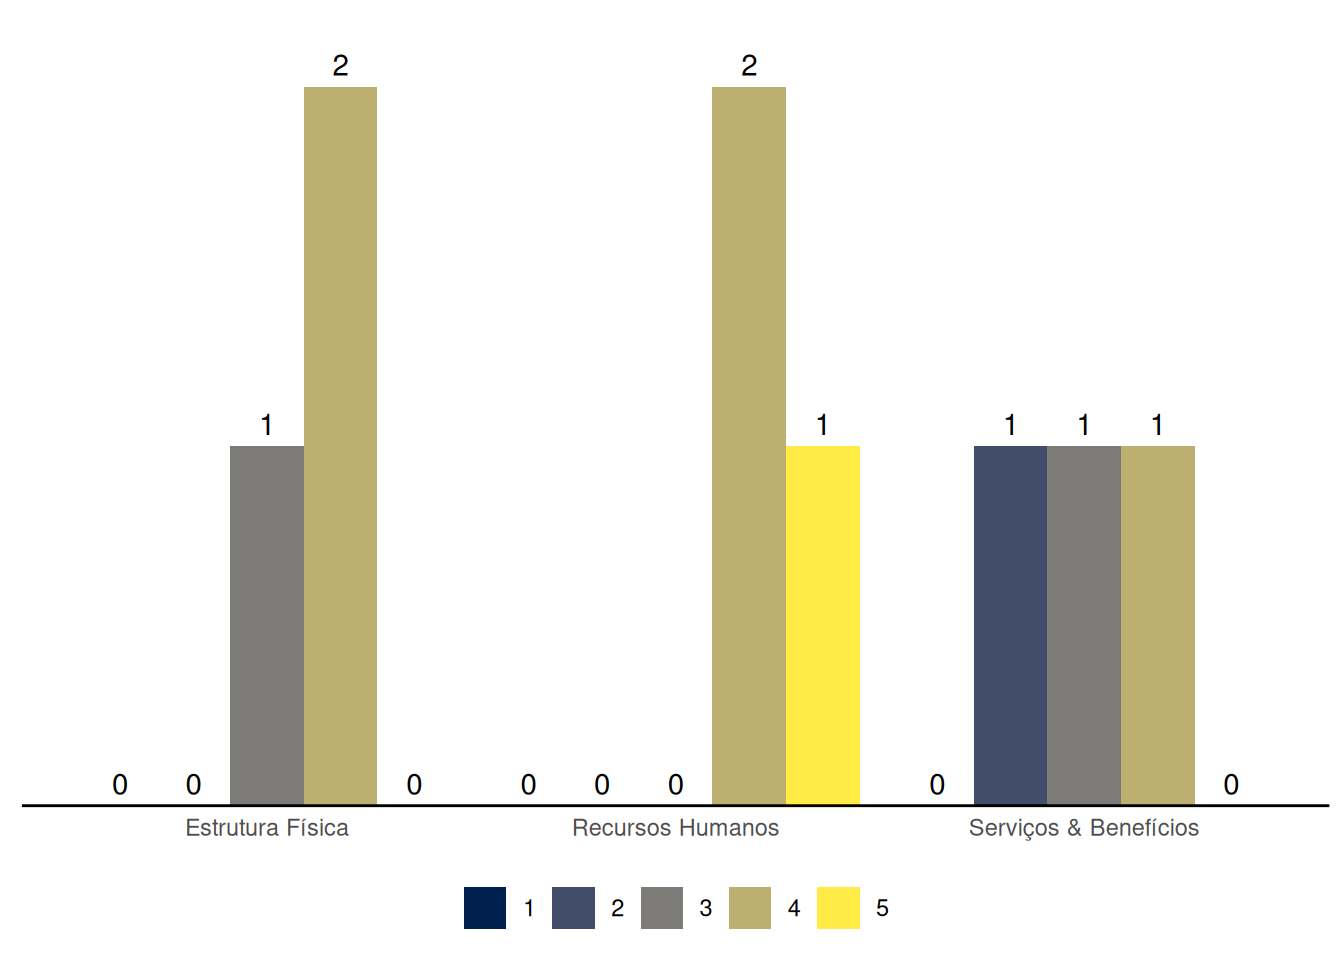 2 2
1 1 1 1 1
0 0 0 0 0 0 0 0
Estrutura Física Recursos Humanos Serviços & Benefícios
1 2 3 4 5